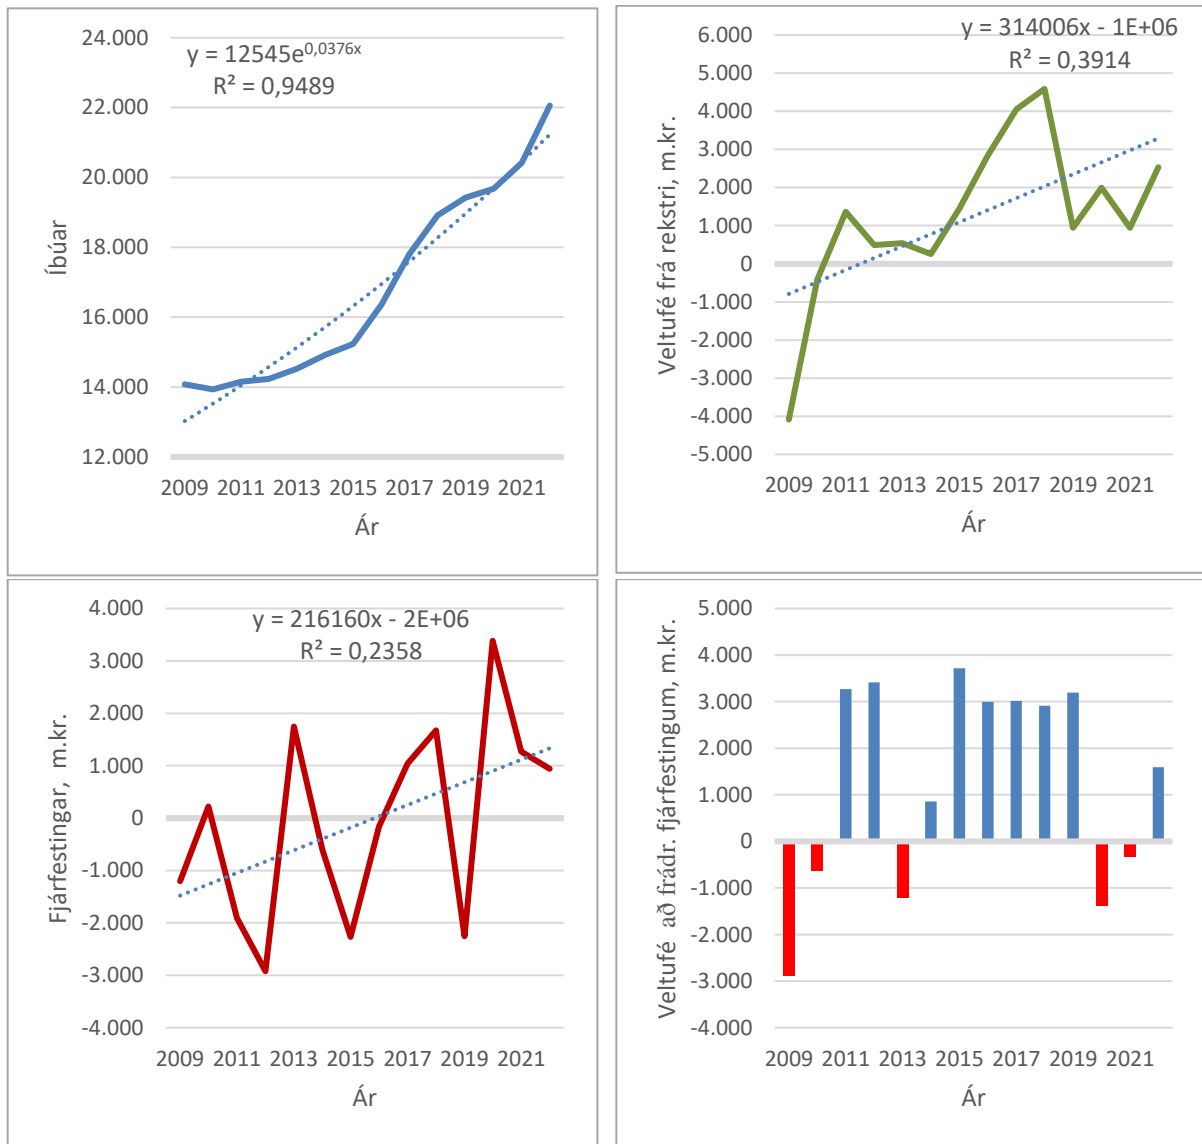 24.000
22.000
20.000
18.000
16.000
14.000
12.000
Íbúar
y = 12545e^0,0376x
R² = 0,9489
2009 2011 2013 2015 2017 2019 2021
Ár
6.000
5.000
4.000
3.000
2.000
1.000
0
-1.000
-2.000
-3.000
-4.000
-5.000
Veltufé frá rekstri, m.kr.
y = 314006x - 1E+06
R² = 0,3914
2009 2011 2013 2015 2017 2019 2021
Ár
4.000
3.000
2.000
1.000
0
-1.000
-2.000
-3.000
-4.000
Fjárfestingar, m.kr.
y = 216160x - 2E+06
R² = 0,2358
2009 2011 2013 2015 2017 2019 2021
Ár
5.000
4.000
3.000
2.000
1.000
0
-1.000
-2.000
-3.000
-4.000
Veltufé að frádr. fjárfestingum, m.kr.
2009 2011 2013 2015 2017 2019 2021
Ár